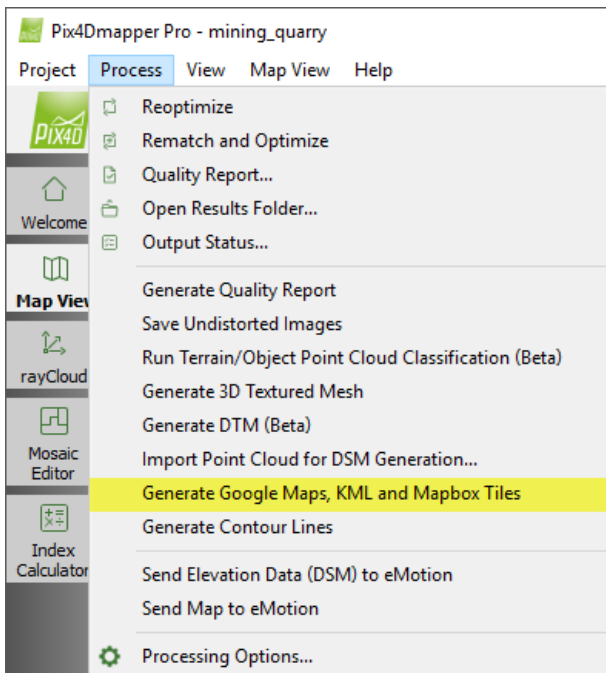 Pix4Dmapper Pro - mining_quarry
Project Process View Map View Help
PIX4D
Reoptimize
Rematch and Optimize
Quality Report...
Open Results Folder...
Output Status...
Generate Quality Report
Save Undistorted Images
Run Terrain/Object Point Cloud Classification (Beta)
Generate 3D Textured Mesh
Generate DTM (Beta)
Import Point Cloud for DSM Generation...
Generate Google Maps, KML and Mapbox Tiles
Generate Contour Lines
Send Elevation Data (DSM) to eMotion
Send Map to eMotion
Processing Options...
Welcome
Map View
rayCloud
Mosaic
Editor
Index
Calculator